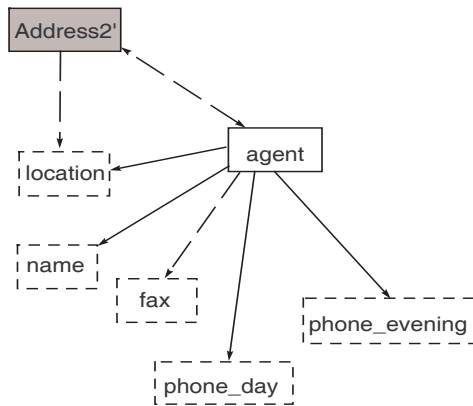 Address2'
agent
location
name
fax
phone_evening
phone_day